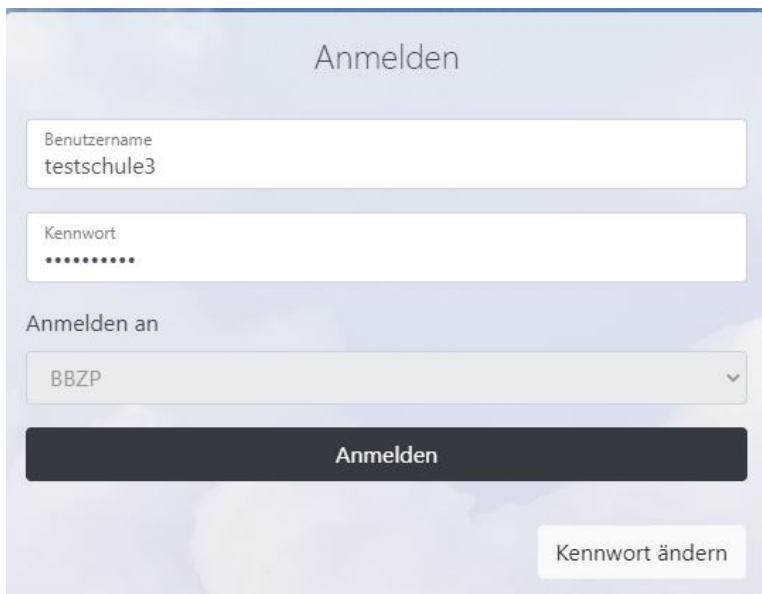 Anmelden
Benutzername
testschule3
Kennwort
••••••••••
Anmelden an
BBZP
Anmelden
Kennwort ändern